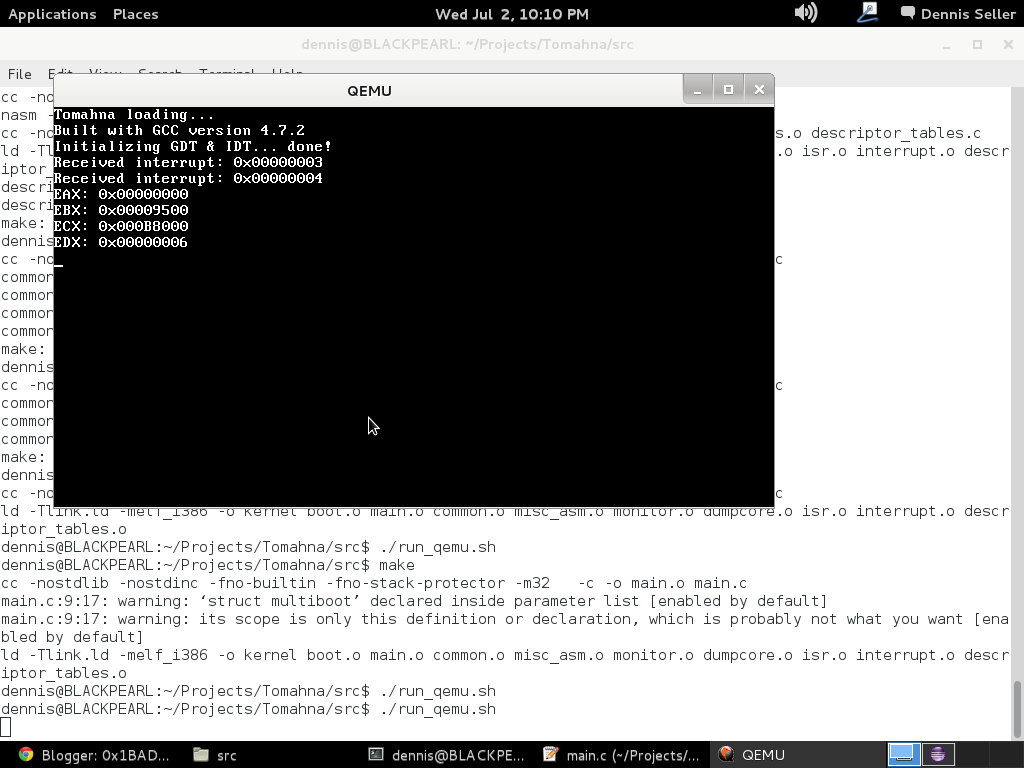 Applications Places Wed Jul 2, 10:10 PM Dennis Seller
dennis@BLACKPEARL: ~/Projects/Tomahna/src
File Edit View Search Terminal Help
QEMU
Tomahna loading...
Built with GCC version 4.7.2
Initializing GDT & IDT... done!
Received interrupt: 0x00000003
Received interrupt: 0x00000004
EAX: 0x00000000
EBX: 0x00009500
ECX: 0x000B8000
EDX: 0x00000006
_
cc -no
nasm -
cc -no s.o descriptor_tables.c
ld -Tl .o isr.o interrupt.o descr
iptor_
descri
descri
make:
dennis
cc -no c
common
common
common
common
make:
dennis
cc -no c
common
common
common
make:
dennis
cc -no c
ld -Tlink.ld -melf_i386 -o kernel boot.o main.o common.o misc_asm.o monitor.o dumpcore.o isr.o interrupt.o descr
iptor_tables.o
dennis@BLACKPEARL:~/Projects/Tomahna/src$ ./run_qemu.sh
dennis@BLACKPEARL:~/Projects/Tomahna/src$ make
cc -nostdlib -nostdinc -fno-builtin -fno-stack-protector -m32   -c -o main.o main.c
main.c:9:17: warning: ‘struct multiboot’ declared inside parameter list [enabled by default]
main.c:9:17: warning: its scope is only this definition or declaration, which is probably not what you want [ena
bled by default]
ld -Tlink.ld -melf_i386 -o kernel boot.o main.o common.o misc_asm.o monitor.o dumpcore.o isr.o interrupt.o descr
iptor_tables.o
dennis@BLACKPEARL:~/Projects/Tomahna/src$ ./run_qemu.sh
dennis@BLACKPEARL:~/Projects/Tomahna/src$ ./run_qemu.sh
Blogger: 0x1BAD... src dennis@BLACKPE... main.c (~/Projects/... QEMU